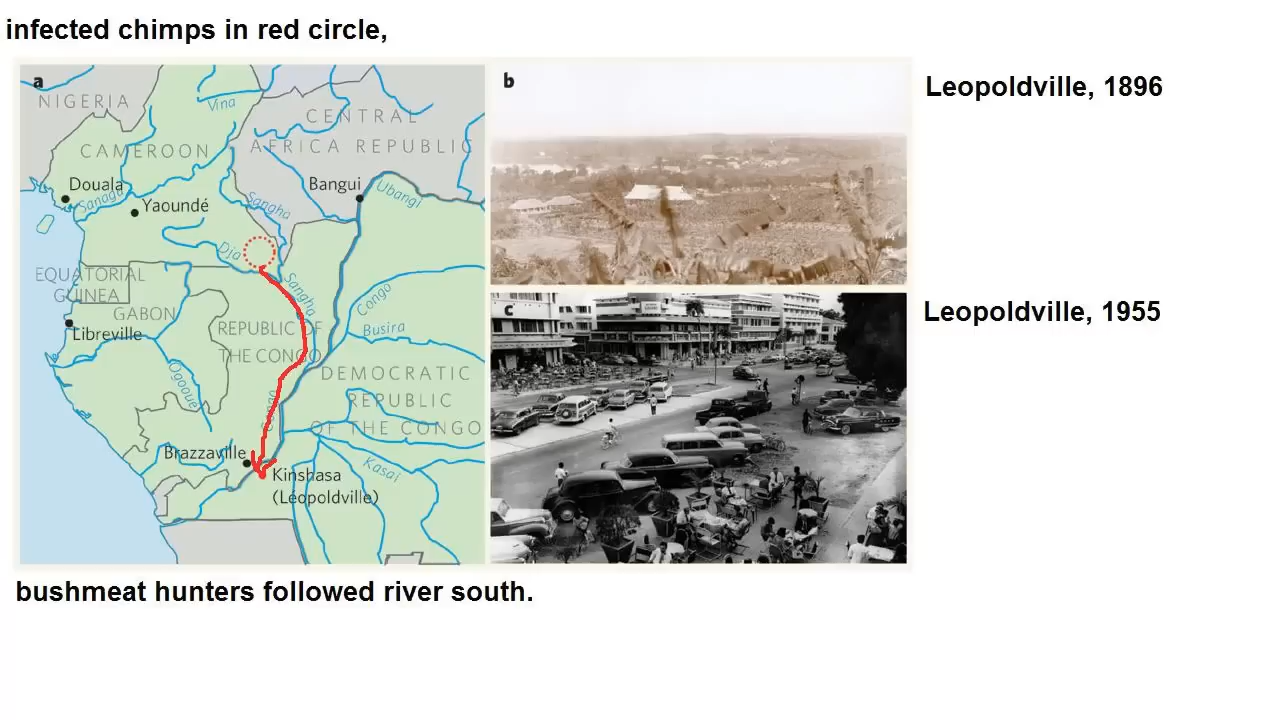 infected chimps in red circle,
a
NIGERIA
Vina
CENTRAL
AFRICA REPUBLIC
CAMEROON
Douala
Sanaga
Yaoundé
Bangui
Ubangi
Sangha
Dja
EQUATORIAL
GUINEA
GABON
Sangha
Congo
Libreville
REPUBLIC OF
THE CONGO
Busira
Ogooué
DEMOCRATIC
REPUBLIC
OF THE CONGO
Congo
Brazzaville
Kinshasa
(Léopoldville)
Kasai
b
Leopoldville, 1896
c
Leopoldville, 1955
bushmeat hunters followed river south.